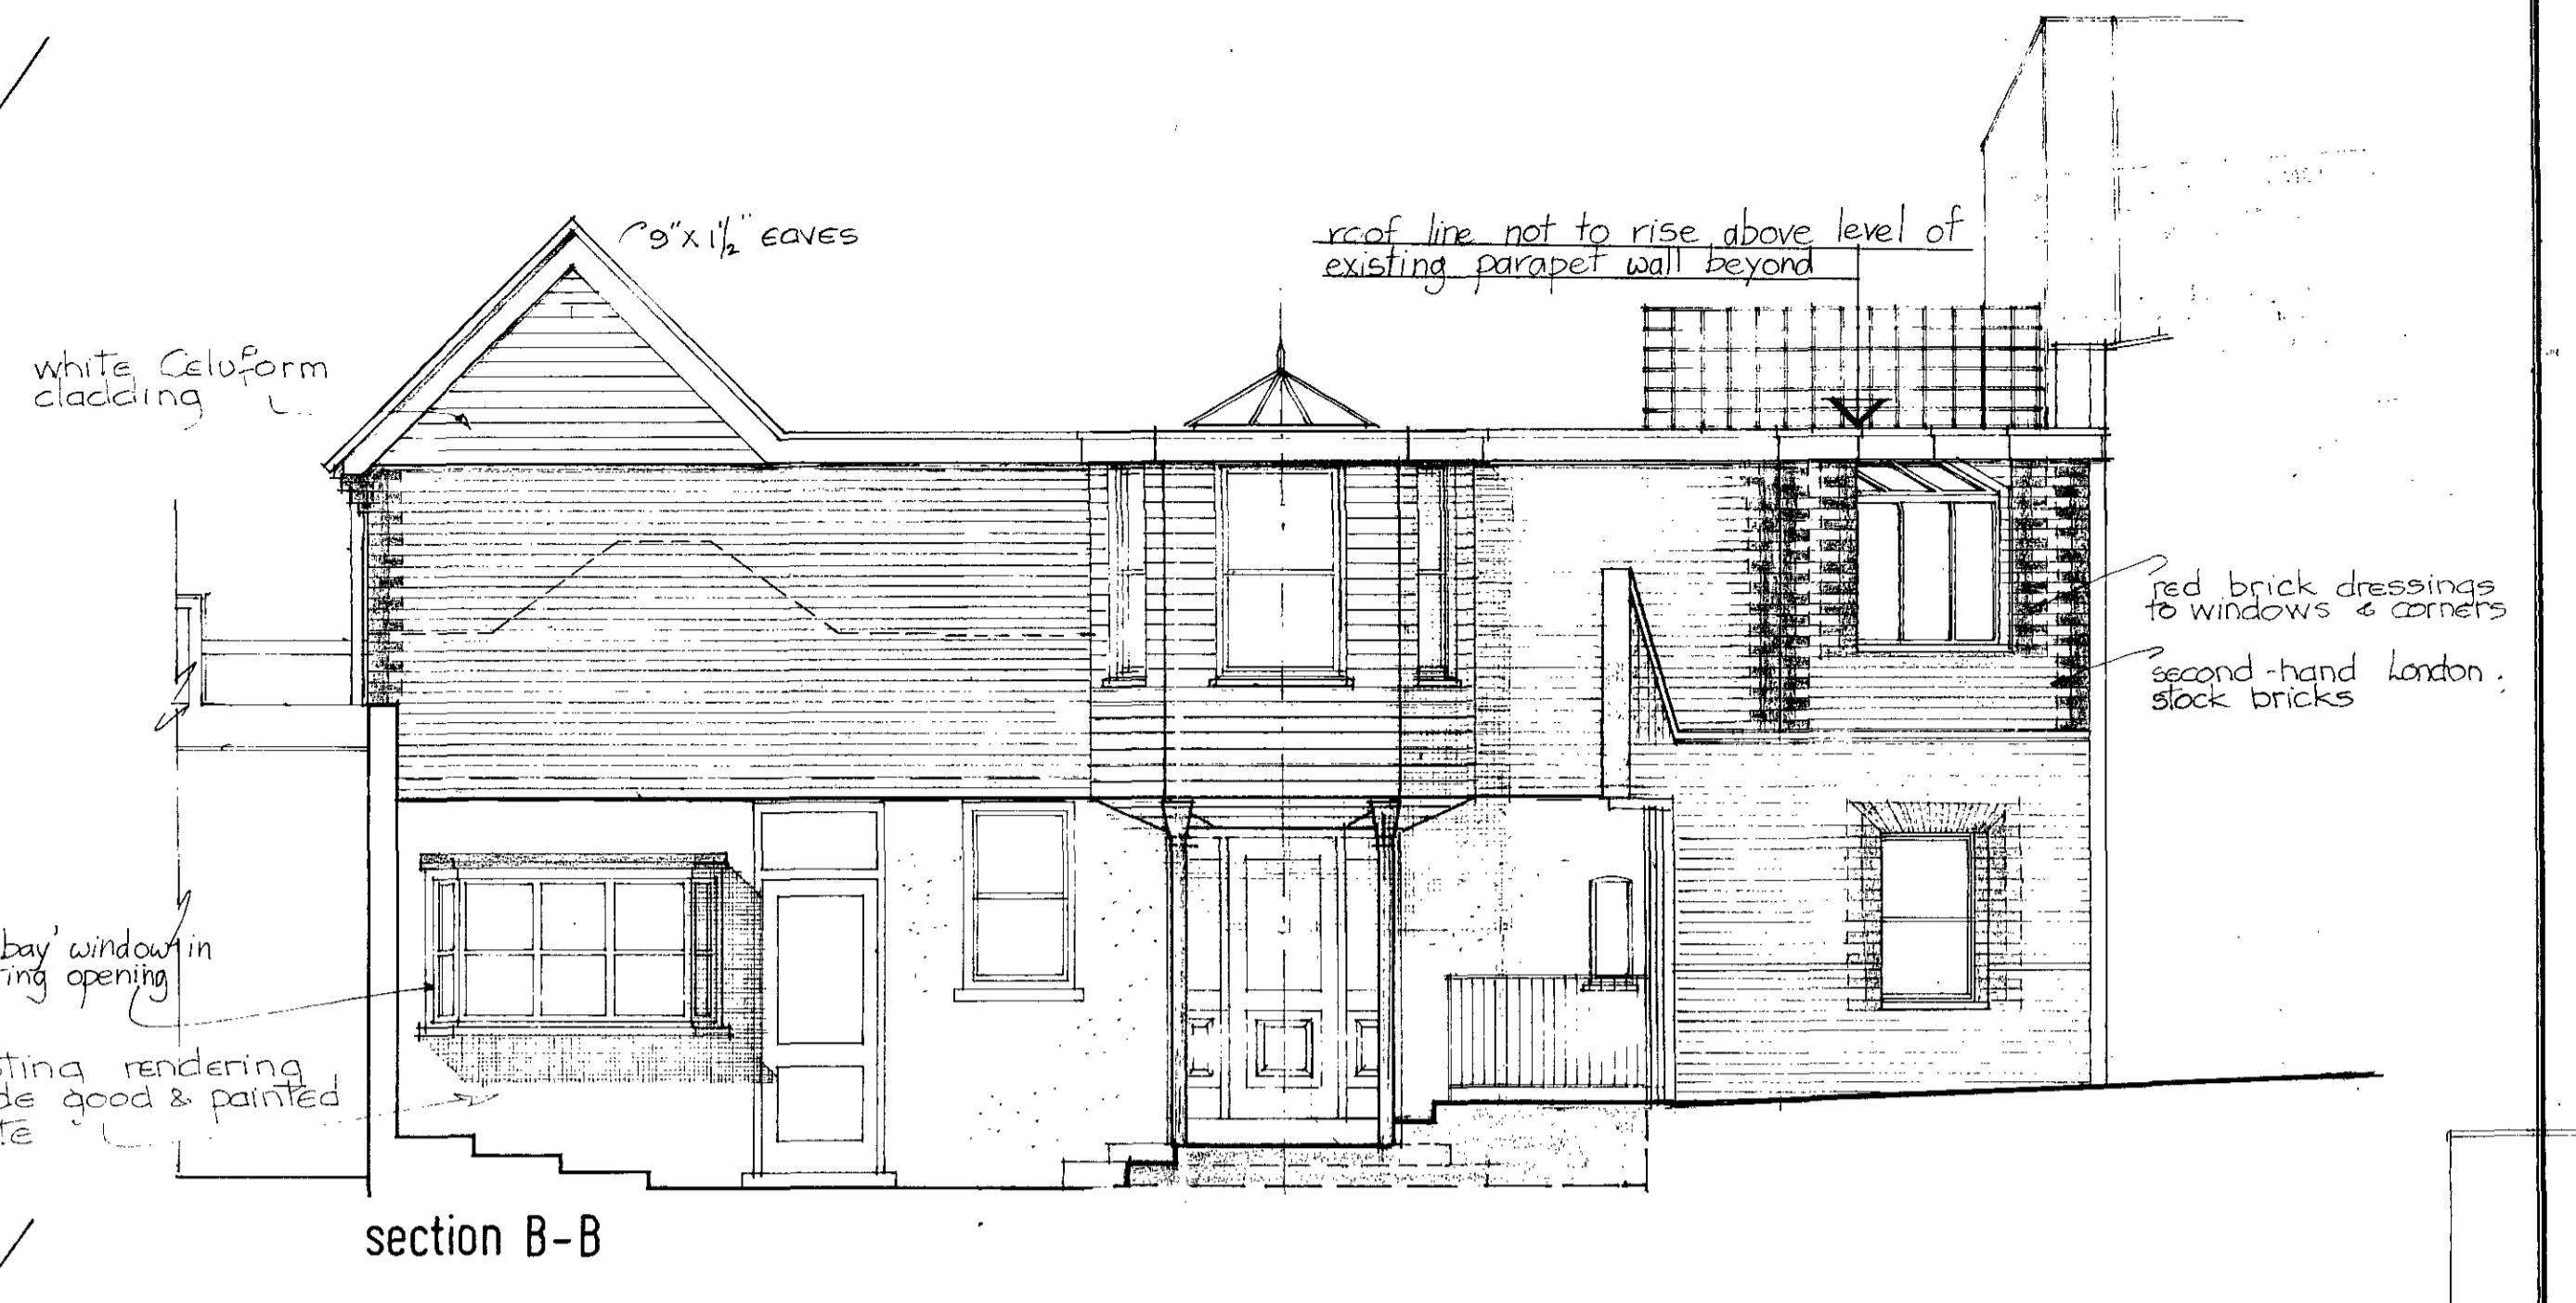 9"x1½" eaves
roof line not to rise above level of
existing parapet wall beyond
white Celuform
cladding
red brick dressings
to windows & corners
second-hand London
stock bricks
bay' window in
ing opening
ting rendering
de good & painted
te
section B-B